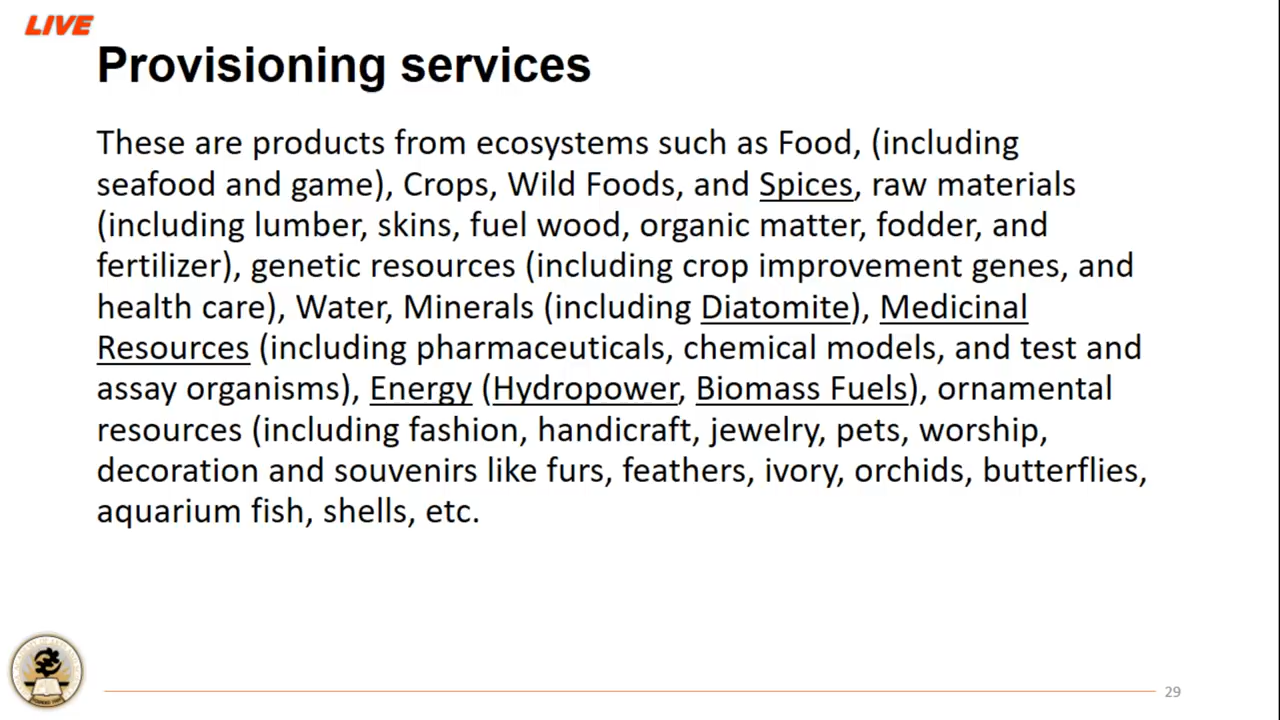 LIVE
Provisioning services
These are products from ecosystems such as Food, (including
seafood and game), Crops, Wild Foods, and Spices, raw materials
(including lumber, skins, fuel wood, organic matter, fodder, and
fertilizer), genetic resources (including crop improvement genes, and
health care), Water, Minerals (including Diatomite), Medicinal
Resources (including pharmaceuticals, chemical models, and test and
assay organisms), Energy (Hydropower, Biomass Fuels), ornamental
resources (including fashion, handicraft, jewelry, pets, worship,
decoration and souvenirs like furs, feathers, ivory, orchids, butterflies,
aquarium fish, shells, etc.
29